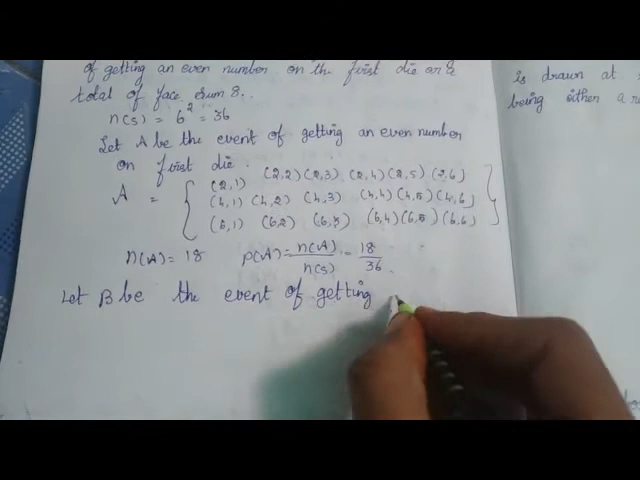 of getting an even number on the first die or a
total of face sum 8.
n(S) = 6² = 36
Let A be the event of getting an even number
on first die.
A = { (2,1) (2,2) (2,3) (2,4) (2,5) (2,6)
(4,1) (4,2) (4,3) (4,4) (4,5) (4,6)
(6,1) (6,2) (6,3) (6,4) (6,5) (6,6) }
n(A) = 18 P(A) = n(A)/n(S) = 18/36
Let B be the event of getting
is drawn at
being either a